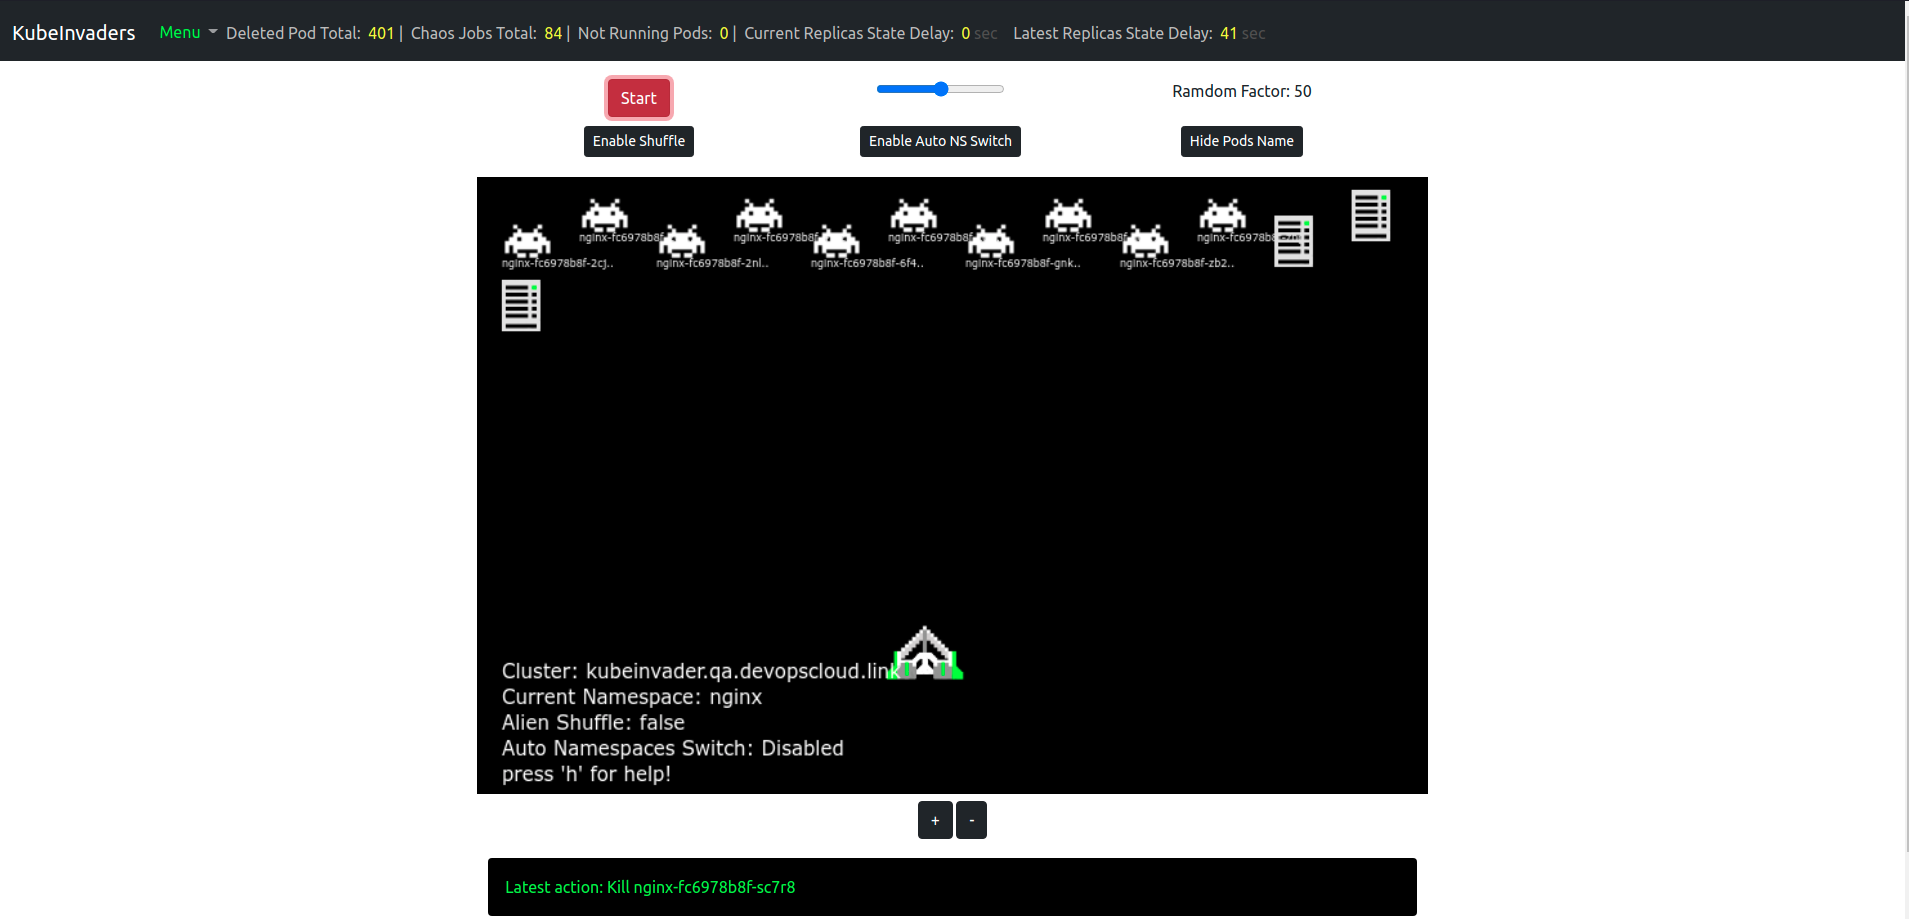 KubeInvaders Menu Deleted Pod Total: 401 | Chaos Jobs Total: 84 | Not Running Pods: 0 | Current Replicas State Delay: 0 sec Latest Replicas State Delay: 41 sec
Start Ramdom Factor: 50
Enable Shuffle Enable Auto NS Switch Hide Pods Name
nginx-fc6978b8f nginx-fc6978b8f nginx-fc6978b8f nginx-fc6978b8f
nginx-fc6978b8f-2cj.. nginx-fc6978b8f-2nl.. nginx-fc6978b8f-6f4.. nginx-fc6978b8f-gnk.. nginx-fc6978b8f-zb2..
Cluster: kubeinvader.qa.devopscloud.link
Current Namespace: nginx
Alien Shuffle: false
Auto Namespaces Switch: Disabled
press 'h' for help!
+ -
Latest action: Kill nginx-fc6978b8f-sc7r8